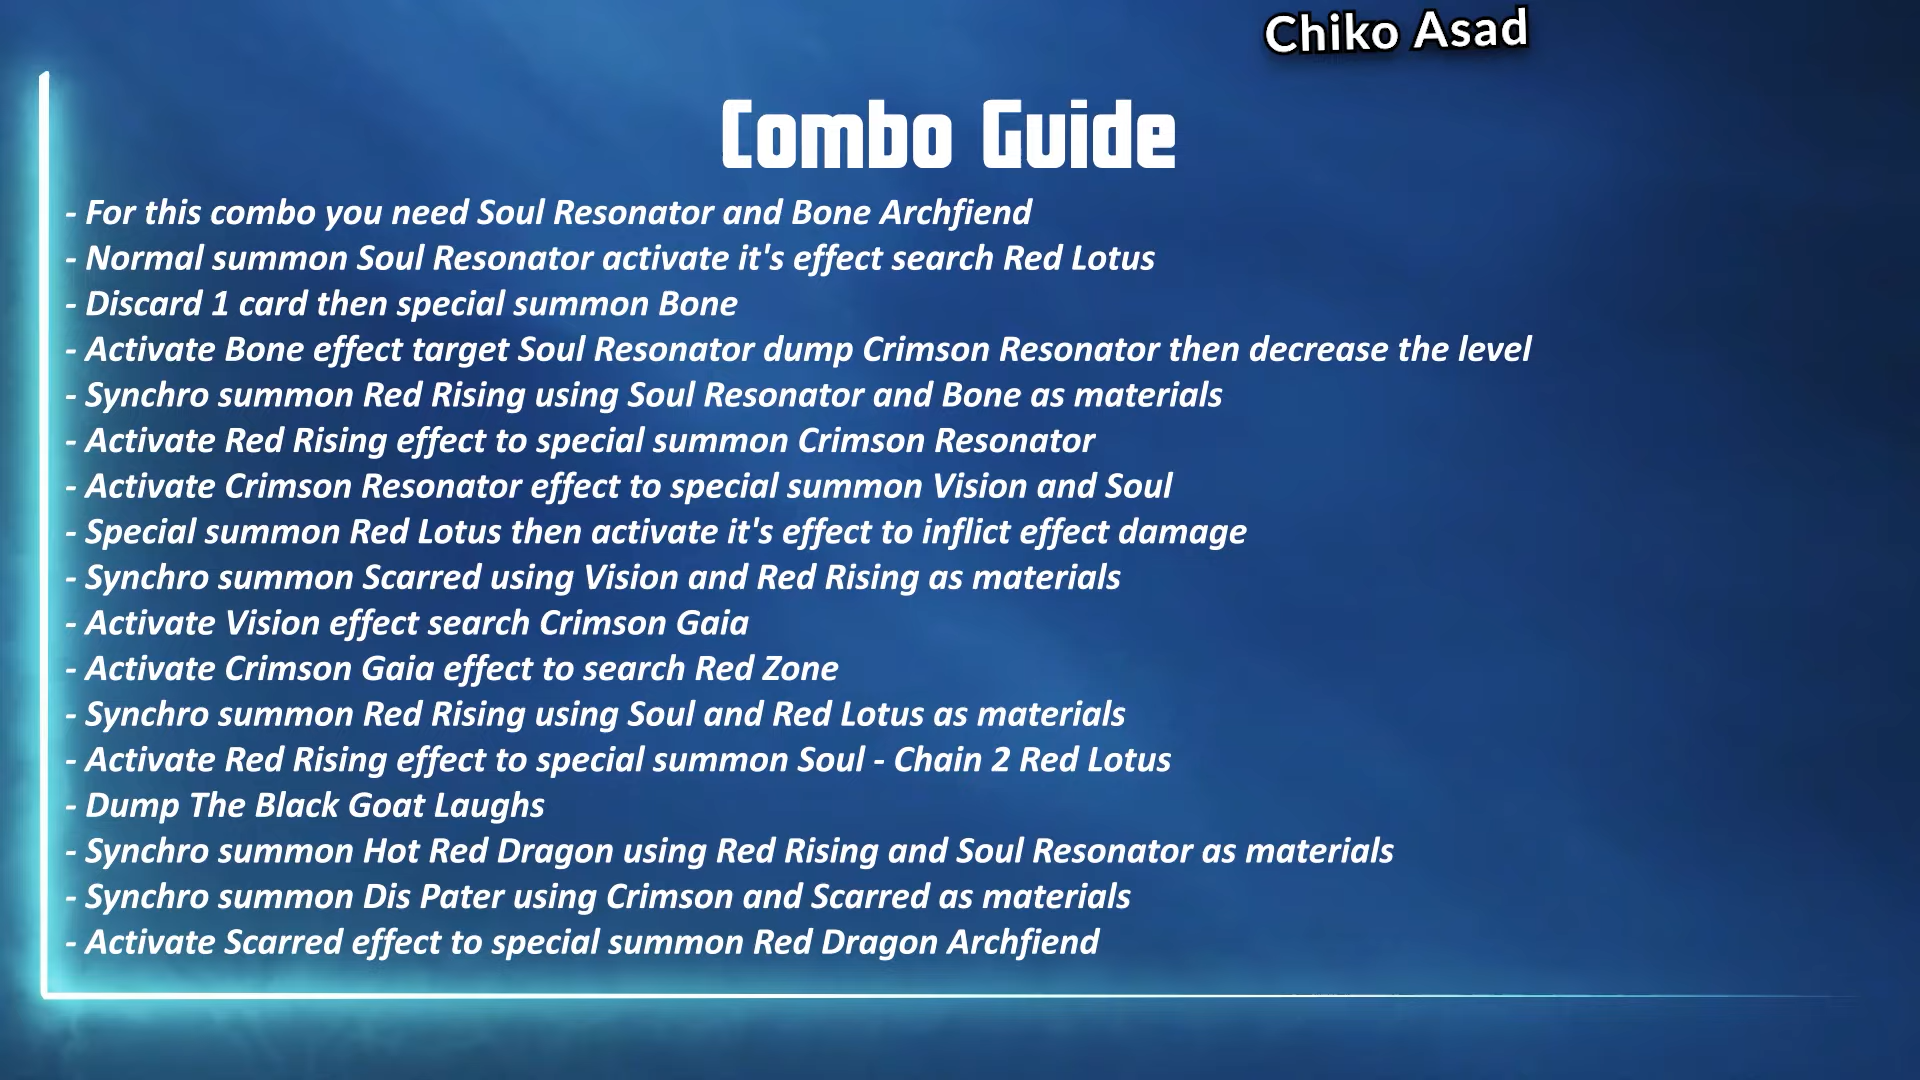 Chiko Asad
Combo Guide
- For this combo you need Soul Resonator and Bone Archfiend
- Normal summon Soul Resonator activate it's effect search Red Lotus
- Discard 1 card then special summon Bone
- Activate Bone effect target Soul Resonator dump Crimson Resonator then decrease the level
- Synchro summon Red Rising using Soul Resonator and Bone as materials
- Activate Red Rising effect to special summon Crimson Resonator
- Activate Crimson Resonator effect to special summon Vision and Soul
- Special summon Red Lotus then activate it's effect to inflict effect damage
- Synchro summon Scarred using Vision and Red Rising as materials
- Activate Vision effect search Crimson Gaia
- Activate Crimson Gaia effect to search Red Zone
- Synchro summon Red Rising using Soul and Red Lotus as materials
- Activate Red Rising effect to special summon Soul - Chain 2 Red Lotus
- Dump The Black Goat Laughs
- Synchro summon Hot Red Dragon using Red Rising and Soul Resonator as materials
- Synchro summon Dis Pater using Crimson and Scarred as materials
- Activate Scarred effect to special summon Red Dragon Archfiend